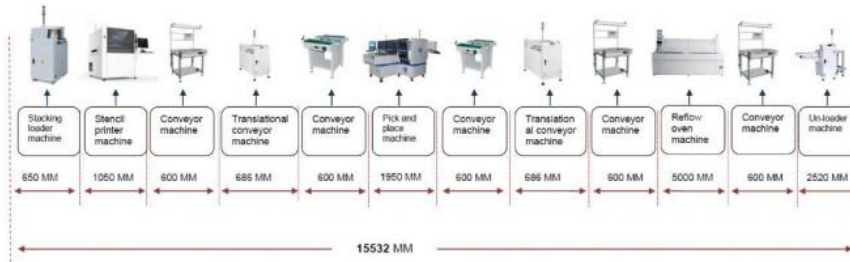 Stacking
loader
machine
Stencil
printer
machine
Conveyor
machine
Translational
conveyor machine
Conveyor
machine
Pick and
place
machine
Conveyor
machine
Translation
al conveyor
machine
Conveyor
machine
Reflow
oven
machine
Conveyor
machine
Un-loader
machine
650 MM
1050 MM
600 MM
686 MM
600 MM
1950 MM
600 MM
686 MM
600 MM
5000 MM
600 MM
2520 MM
15532 MM